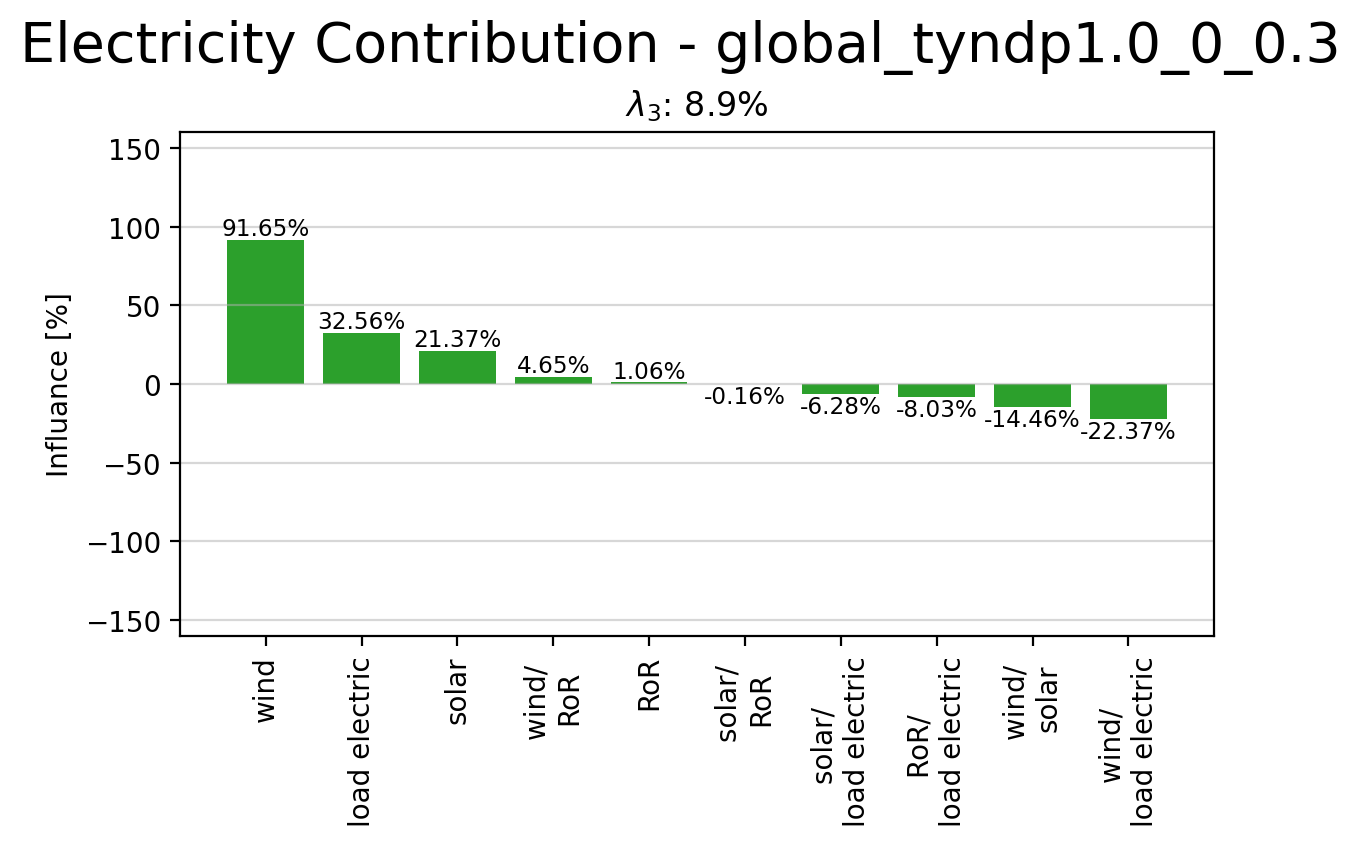 Electricity Contribution - global_tyndp1.0_0_0.3
λ3: 8.9%
Influance [%]
150
100
50
0
−50
−100
−150
91.65%
32.56%
21.37%
4.65%
1.06%
-0.16%
-6.28%
-8.03%
-14.46%
-22.37%
wind
load electric
solar
wind/
RoR
RoR
solar/
RoR
solar/
load electric
RoR/
load electric
wind/
solar
wind/
load electric